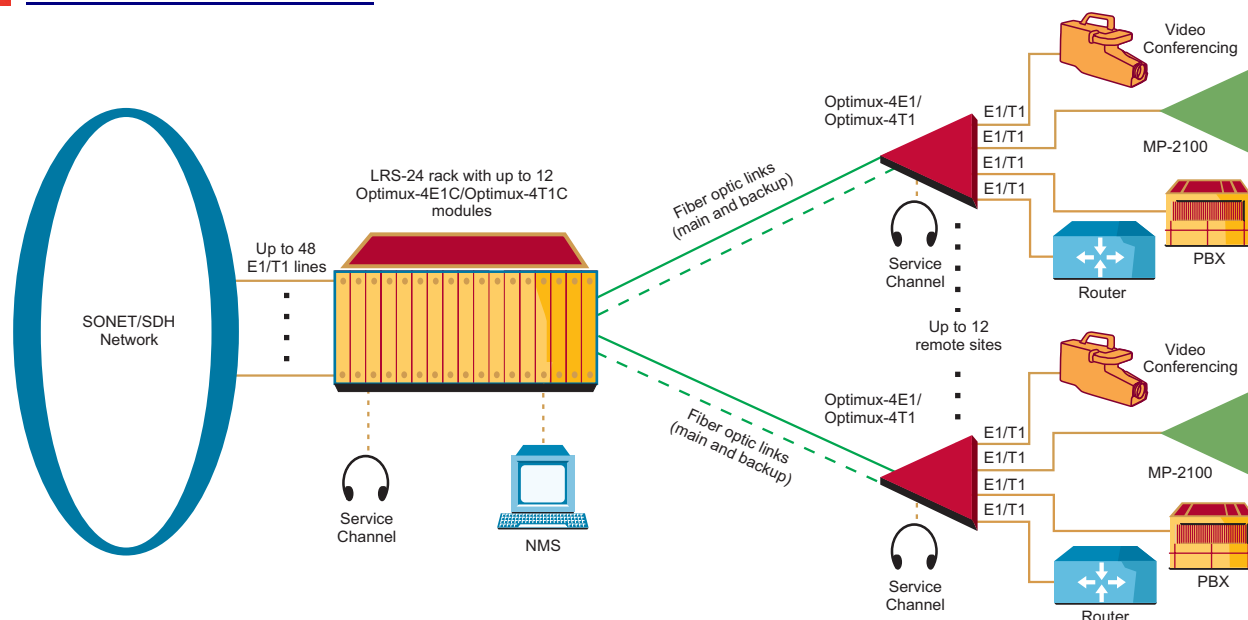 SONET/SDH
Network
Up to 48
E1/T1 lines
LRS-24 rack with up to 12
Optimux-4E1C/Optimux-4T1C
modules
Service
Channel
NMS
Fiber optic links
(main and backup)
Fiber optic links
(main and backup)
Optimux-4E1/
Optimux-4T1
E1/T1
E1/T1
E1/T1
E1/T1
Video
Conferencing
MP-2100
PBX
Router
Service
Channel
Up to 12
remote sites
Optimux-4E1/
Optimux-4T1
E1/T1
E1/T1
E1/T1
E1/T1
Video
Conferencing
MP-2100
PBX
Router
Service
Channel